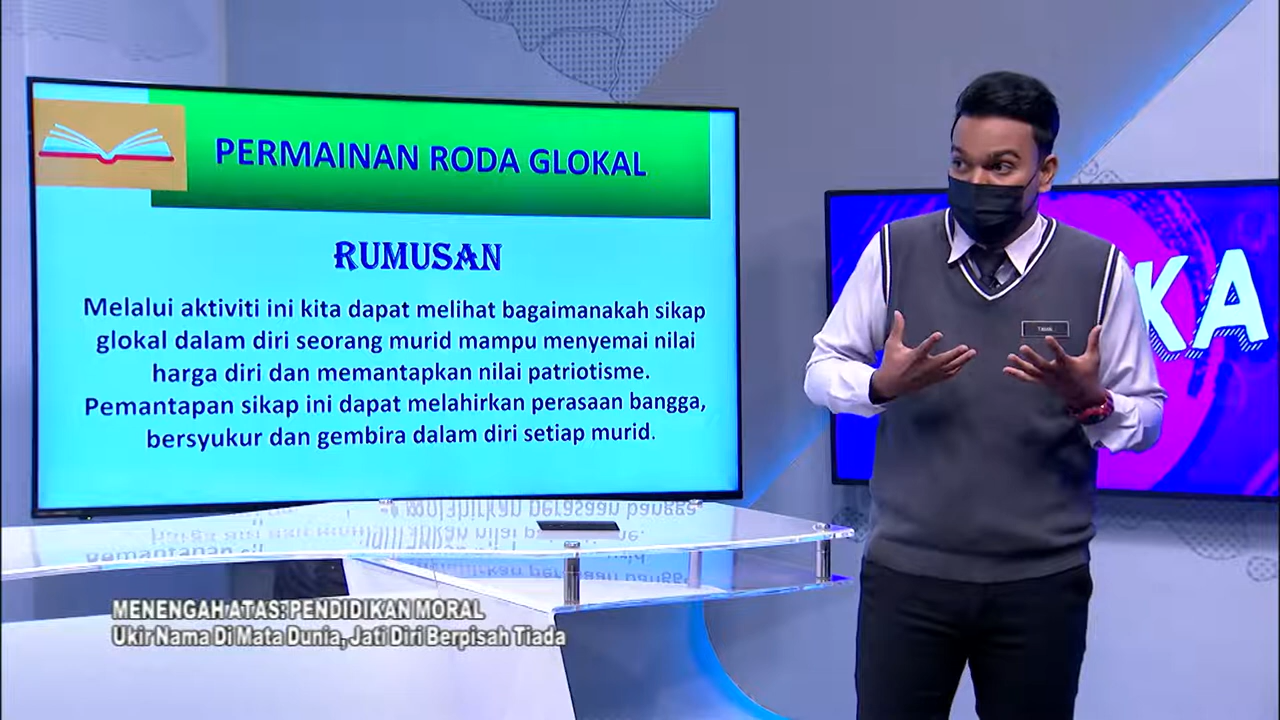 PERMAINAN RODA GLOKAL
RUMUSAN
Melalui aktiviti ini kita dapat melihat bagaimanakah sikap
glokal dalam diri seorang murid mampu menyemai nilai
harga diri dan memantapkan nilai patriotisme.
Pemantapan sikap ini dapat melahirkan perasaan bangga,
bersyukur dan gembira dalam diri setiap murid.
KA
MENENGAH ATAS: PENDIDIKAN MORAL
Ukir Nama Di Mata Dunia, Jati Diri Berpisah Tiada